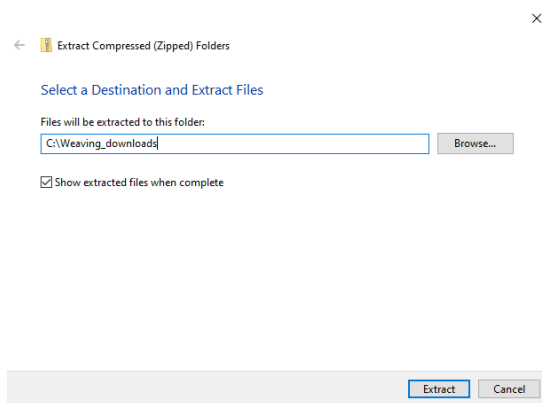 Extract Compressed (Zipped) Folders
Select a Destination and Extract Files
Files will be extracted to this folder:
C:\Weaving_downloads
Browse...
Show extracted files when complete
Extract
Cancel